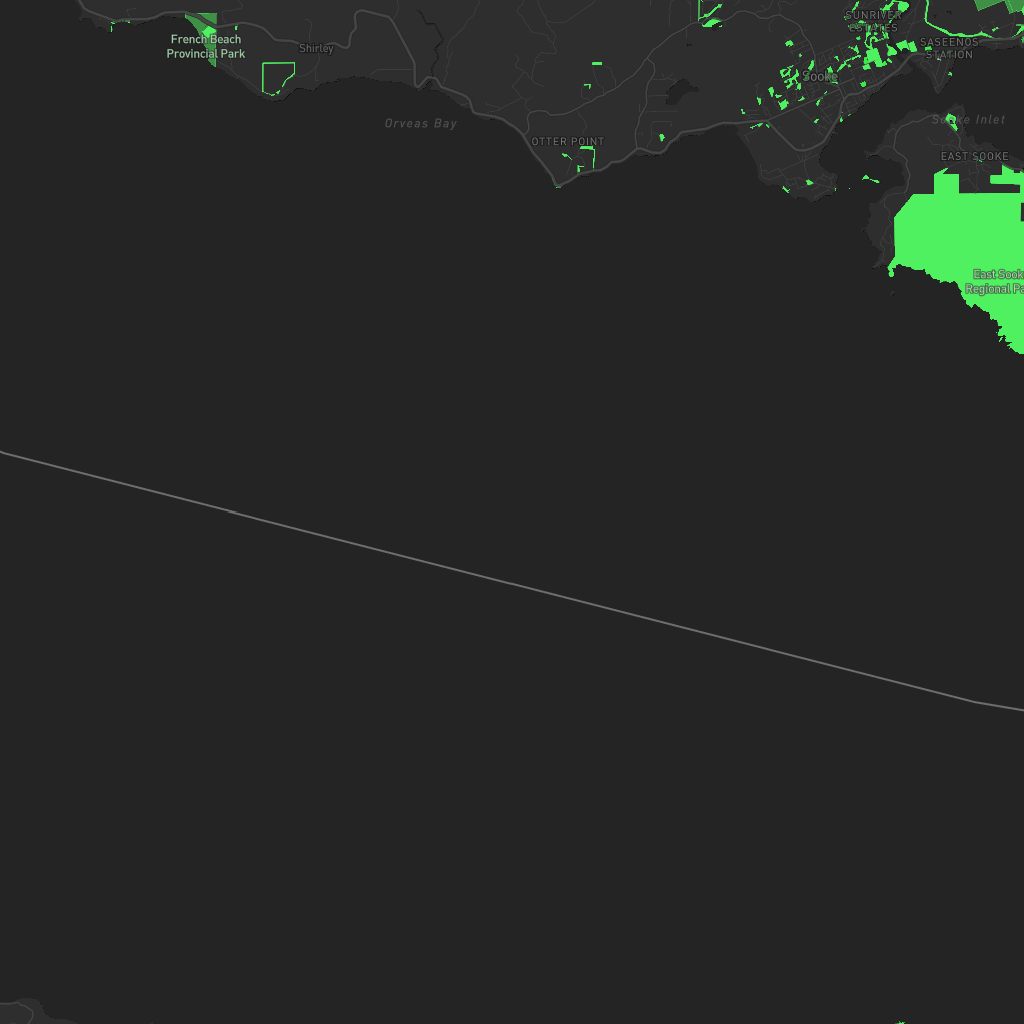 SUNRIVER
ESTATES
French Beach
Provincial Park
Shirley
SASEENOS
STATION
Sooke
Orveas Bay
Sooke Inlet
OTTER POINT
EAST SOOKE
East Sooke
Regional Pa